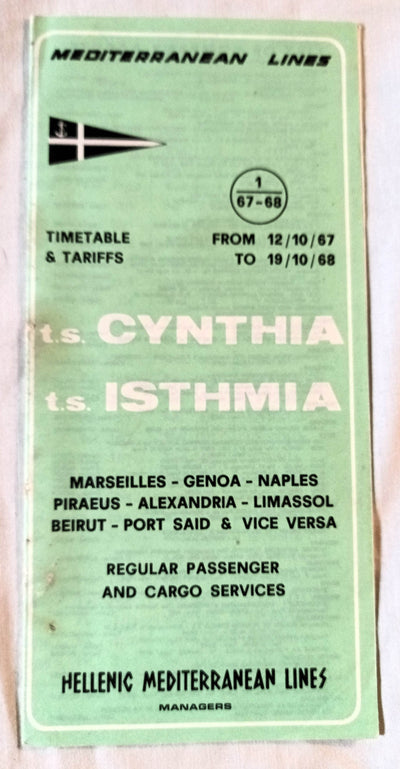 MEDITERRANEAN LINES
1
67-68
TIMETABLE FROM 12/10/67
& TARIFFS TO 19/10/68
t.s. CYNTHIA
t.s. ISTHMIA
MARSEILLES - GENOA - NAPLES
PIRAEUS - ALEXANDRIA - LIMASSOL
BEIRUT - PORT SAID & VICE VERSA
REGULAR PASSENGER
AND CARGO SERVICES
HELLENIC MEDITERRANEAN LINES
MANAGERS